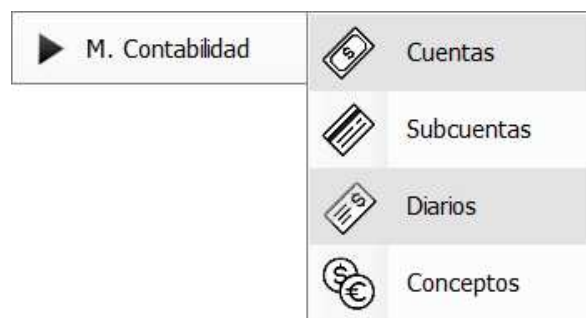 M. Contabilidad
Cuentas
Subcuentas
Diarios
Conceptos